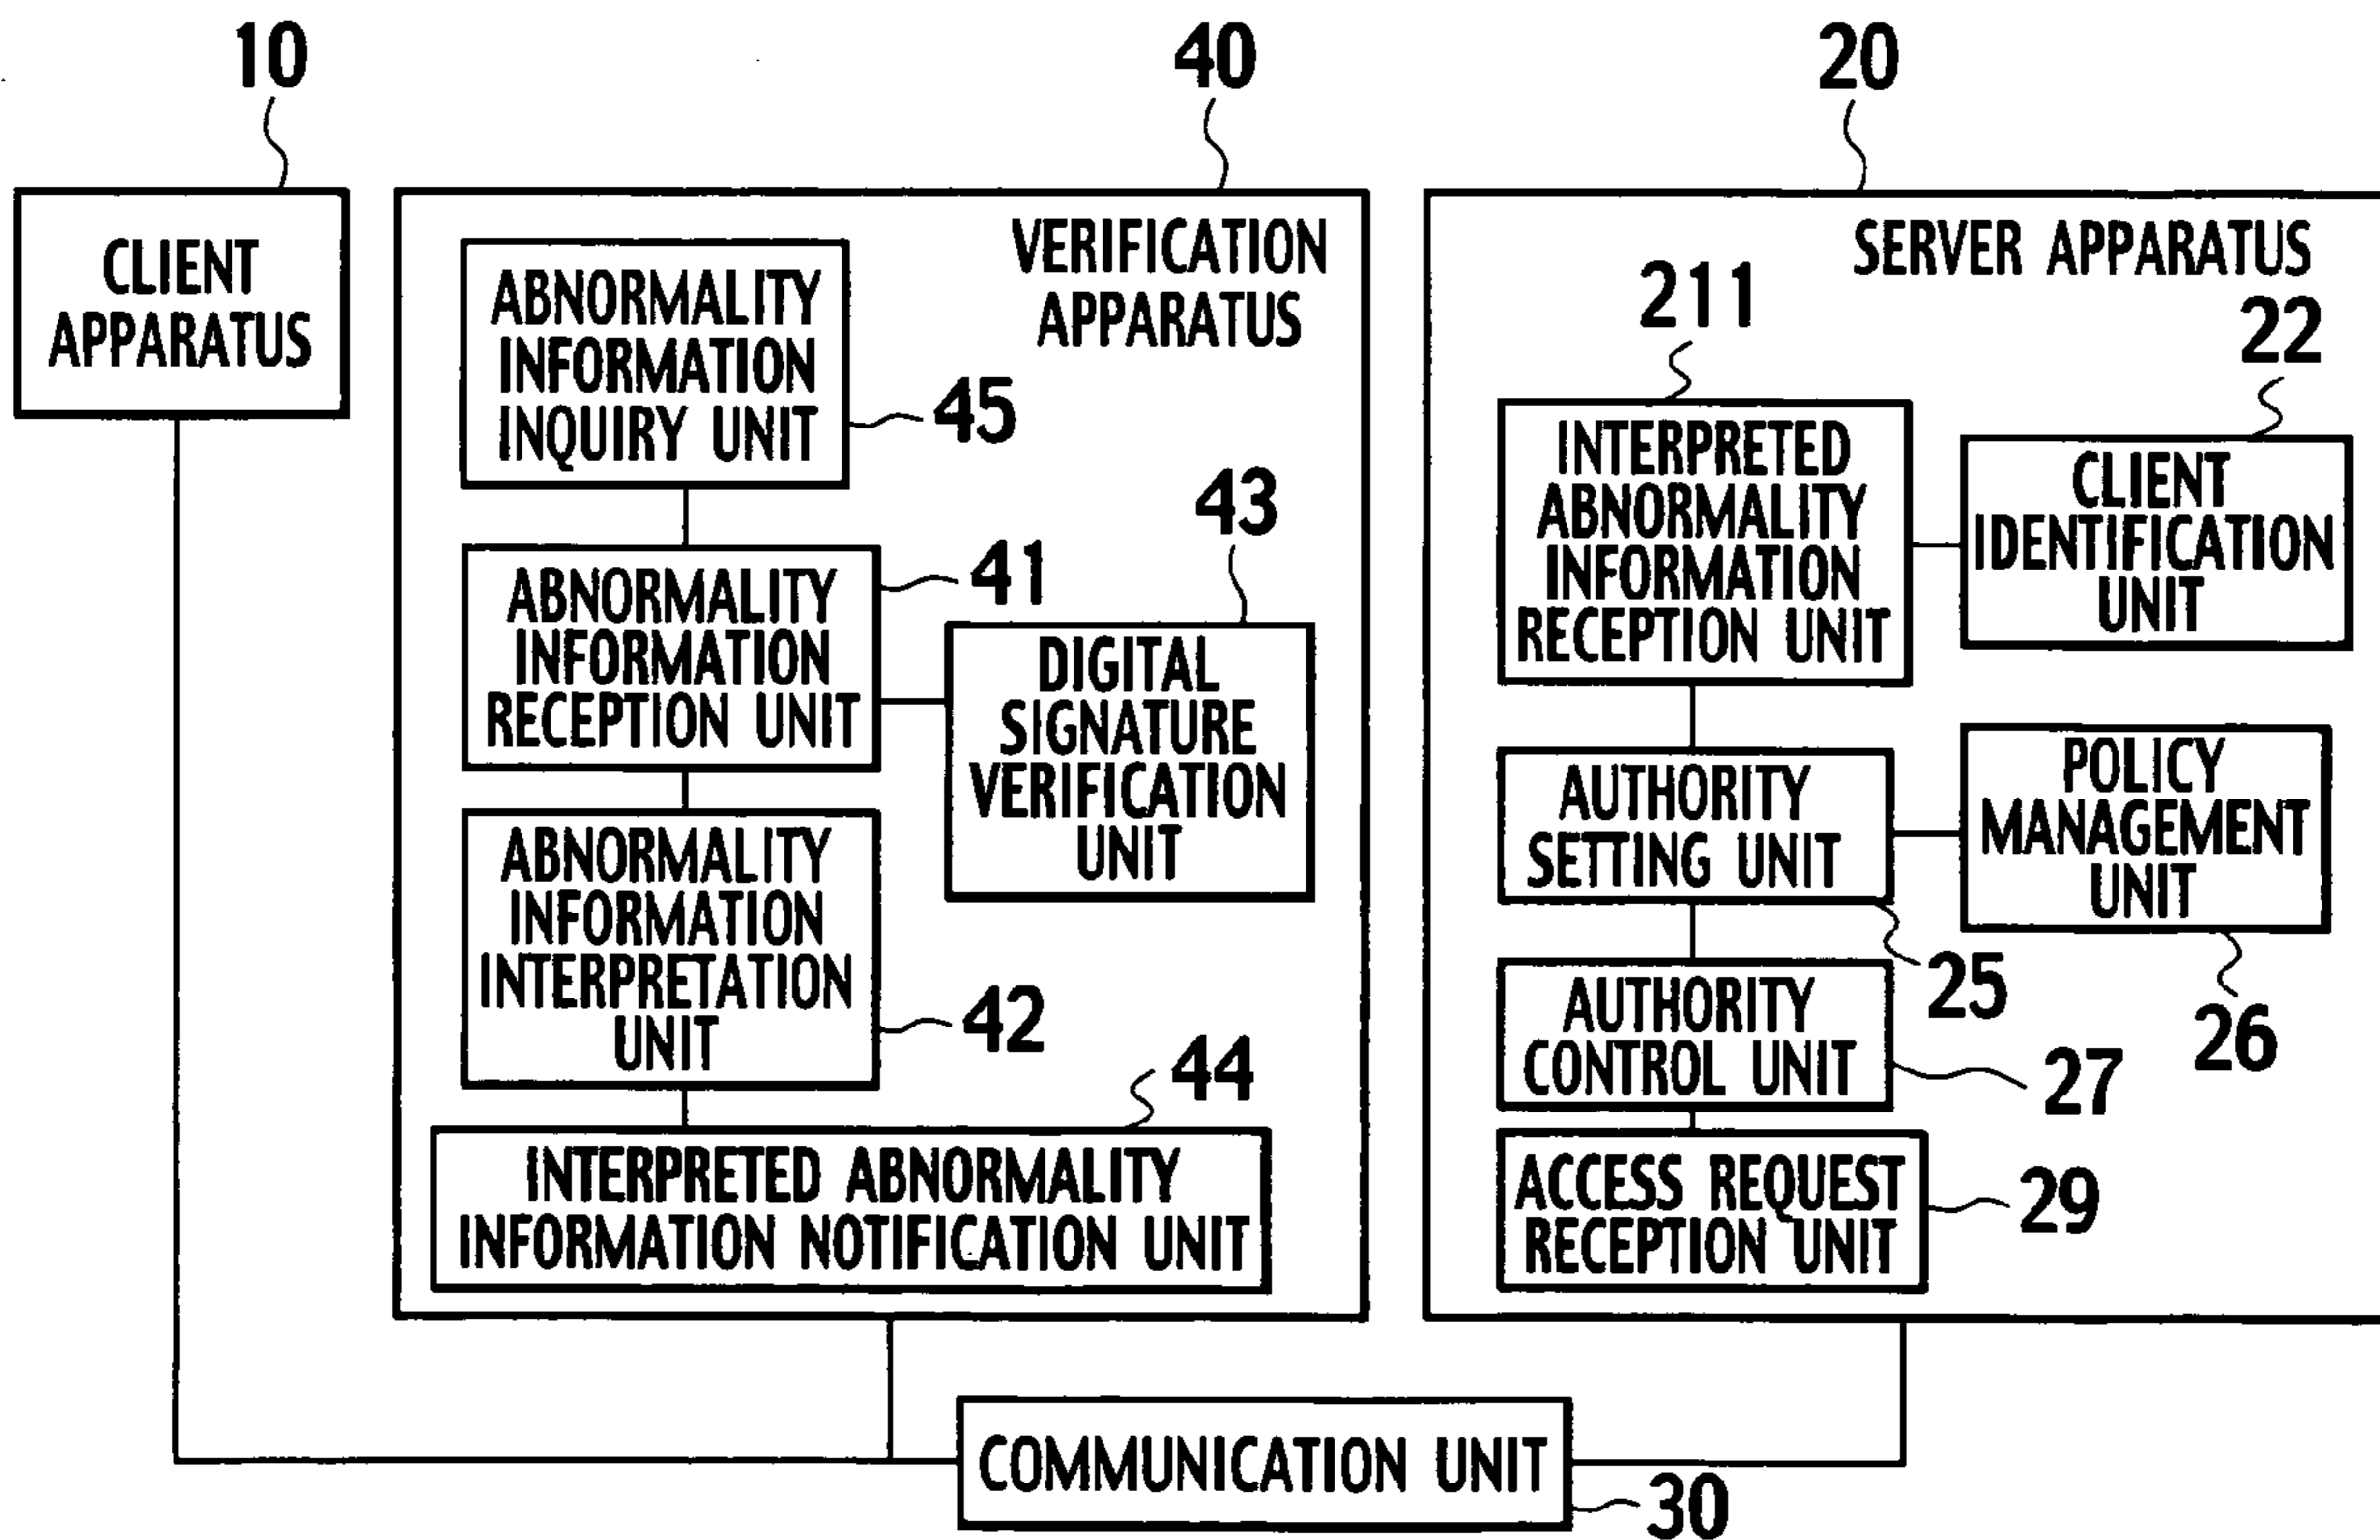 10
40
20
CLIENT
APPARATUS
VERIFICATION
APPARATUS
ABNORMALITY
INFORMATION
INQUIRY UNIT
45
ABNORMALITY
INFORMATION
RECEPTION UNIT
41
43
DIGITAL
SIGNATURE
VERIFICATION
UNIT
ABNORMALITY
INFORMATION
INTERPRETATION
UNIT
42
44
INTERPRETED ABNORMALITY
INFORMATION NOTIFICATION UNIT
SERVER APPARATUS
211
22
INTERPRETED
ABNORMALITY
INFORMATION
RECEPTION UNIT
CLIENT
IDENTIFICATION
UNIT
AUTHORITY
SETTING UNIT
25
POLICY
MANAGEMENT
UNIT
26
AUTHORITY
CONTROL UNIT
27
ACCESS REQUEST
RECEPTION UNIT
29
COMMUNICATION UNIT
30